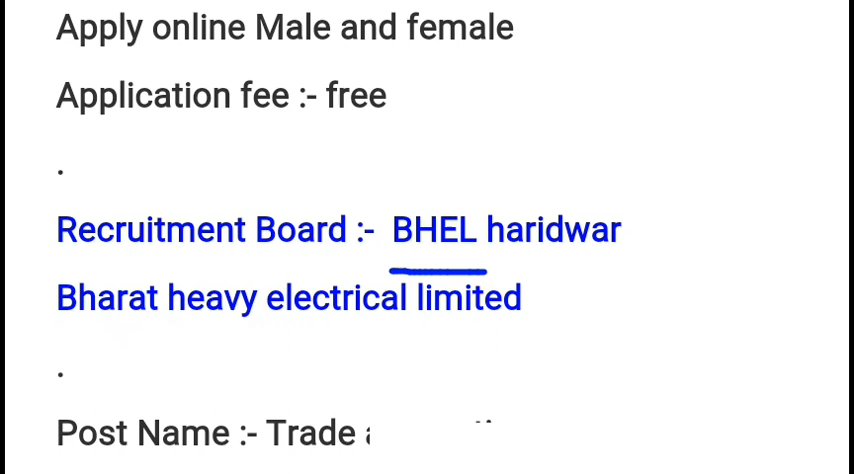 Apply online Male and female
Application fee :- free
.
Recruitment Board :- BHEL haridwar
Bharat heavy electrical limited
.
Post Name :- Trade